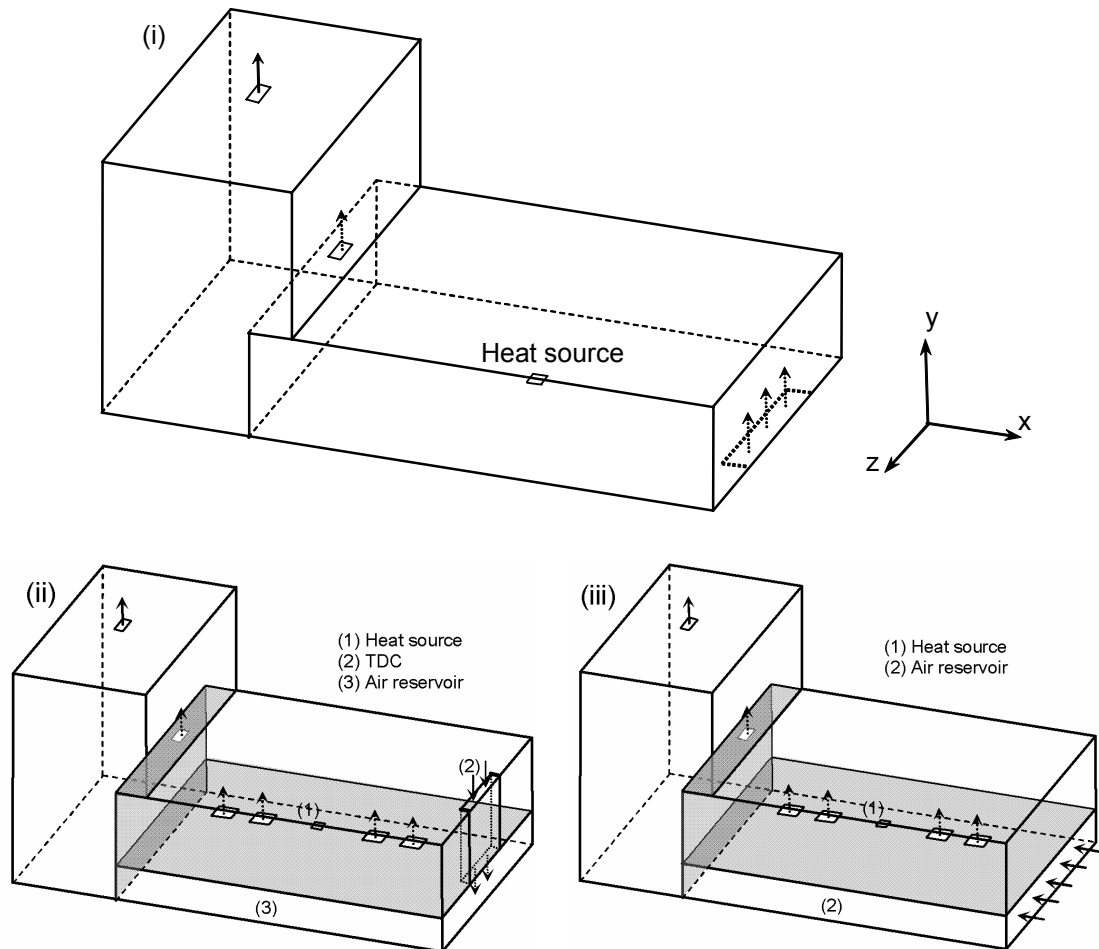 (i)
Heat source
y
x
z
(ii)
(1) Heat source
(2) TDC
(3) Air reservoir
(2)
(1)
(3)
(iii)
(1) Heat source
(2) Air reservoir
(1)
(2)